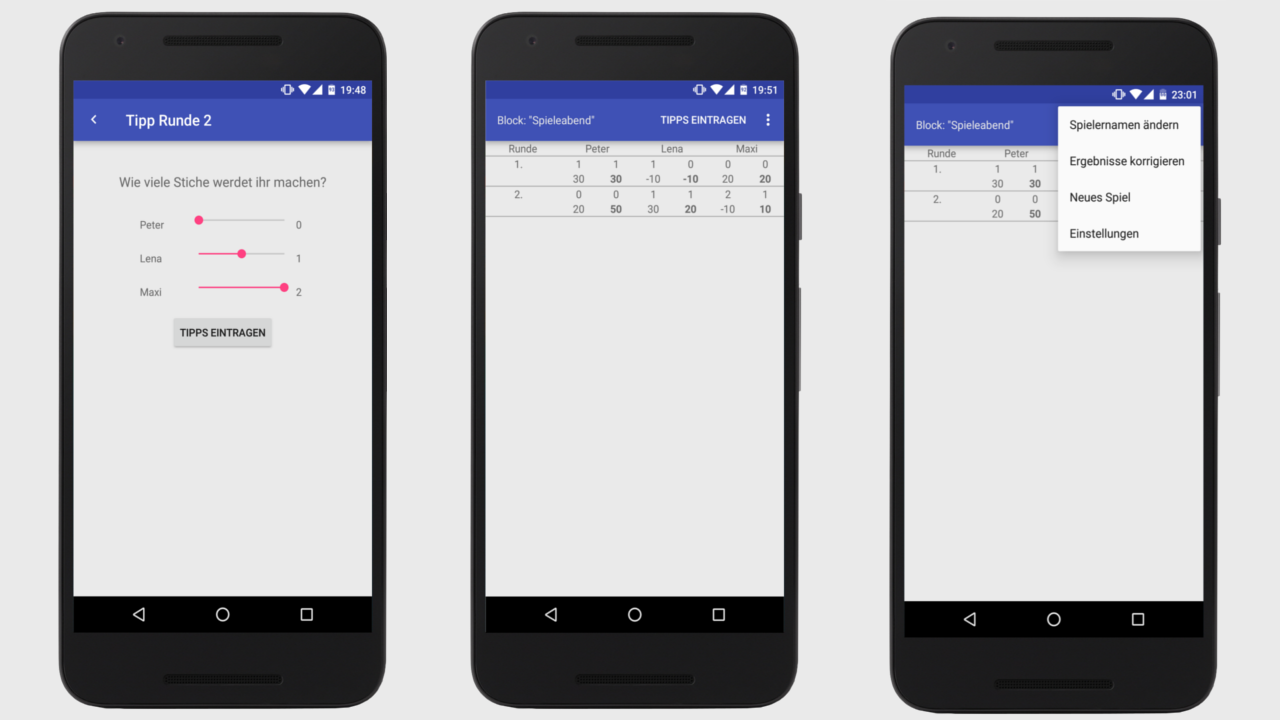 19:48
Tipp Runde 2
Wie viele Stiche werdet ihr machen?
Peter 0
Lena 1
Maxi 2
TIPPS EINTRAGEN
19:51
Block: "Spieleabend" TIPPS EINTRAGEN
Runde Peter Lena Maxi
1. 1 1 1 0 0 0
30 30 -10 -10 20 20
2. 0 0 1 1 2 1
20 50 30 20 -10 10
23:01
Block: "Spieleabend"
Runde Peter
1. 1 1
30 30
2. 0 0
20 50
Spielernamen ändern
Ergebnisse korrigieren
Neues Spiel
Einstellungen